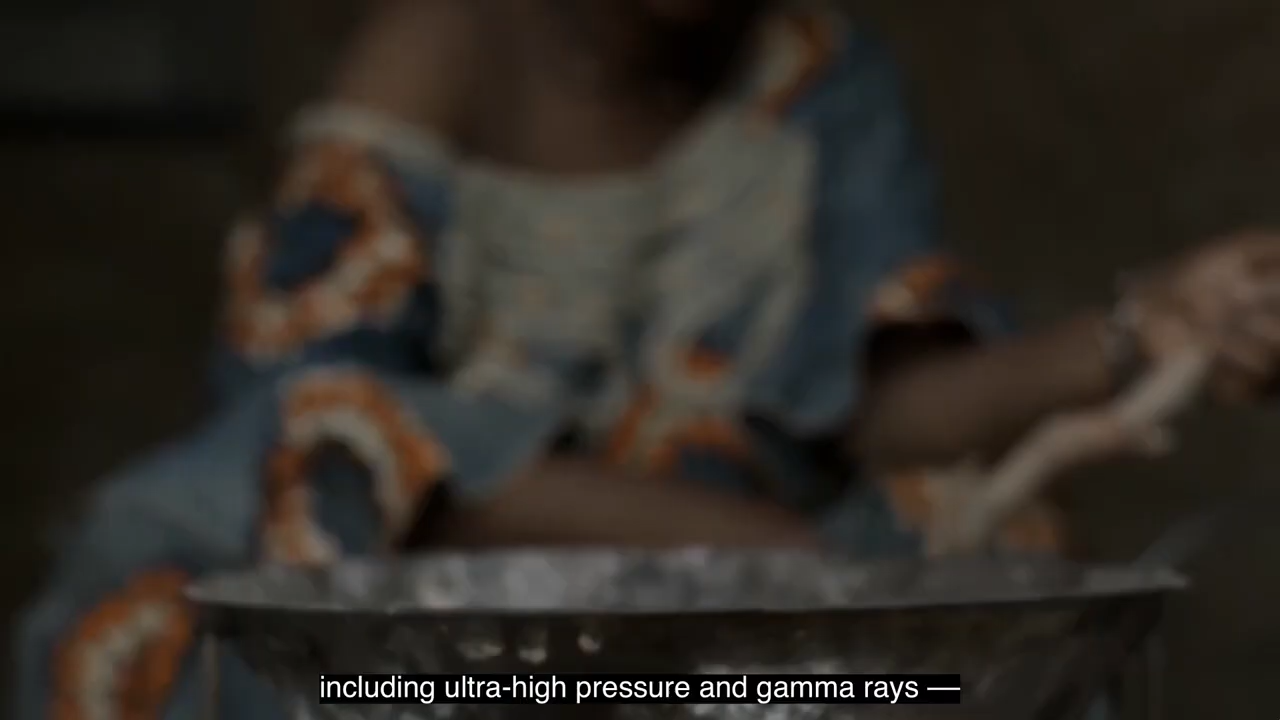 including ultra-high pressure and gamma rays —